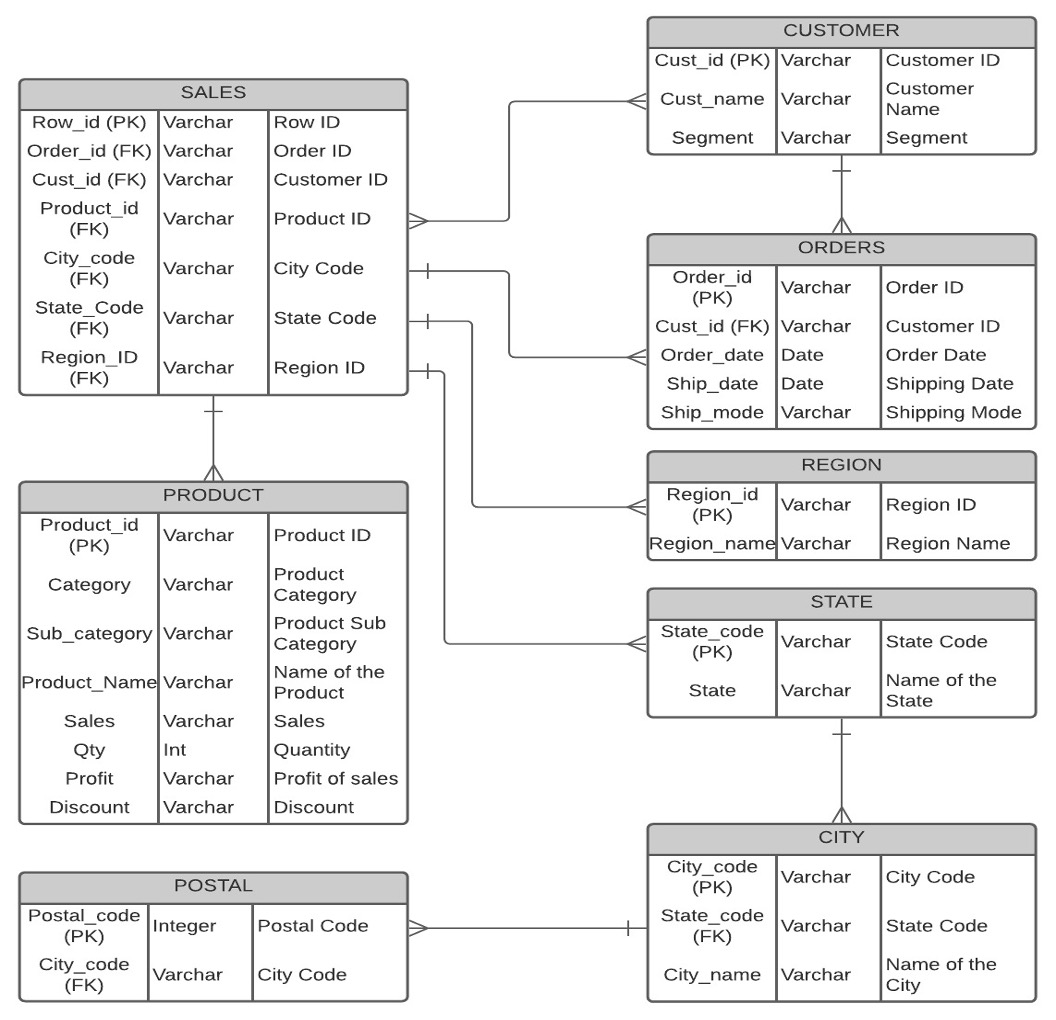 SALES
Row_id (PK) Varchar Row ID
Order_id (FK) Varchar Order ID
Cust_id (FK) Varchar Customer ID
Product_id
(FK) Varchar Product ID
City_code
(FK) Varchar City Code
State_Code
(FK) Varchar State Code
Region_ID
(FK) Varchar Region ID
PRODUCT
Product_id
(PK) Varchar Product ID
Category Varchar Product
Category
Sub_category Varchar Product Sub
Category
Product_Name Varchar Name of the
Product
Sales Varchar Sales
Qty Int Quantity
Profit Varchar Profit of sales
Discount Varchar Discount
POSTAL
Postal_code
(PK) Integer Postal Code
City_code
(FK) Varchar City Code
CUSTOMER
Cust_id (PK) Varchar Customer ID
Cust_name Varchar Customer
Name
Segment Varchar Segment
ORDERS
Order_id
(PK) Varchar Order ID
Cust_id (FK) Varchar Customer ID
Order_date Date Order Date
Ship_date Date Shipping Date
Ship_mode Varchar Shipping Mode
REGION
Region_id
(PK) Varchar Region ID
Region_name Varchar Region Name
STATE
State_code
(PK) Varchar State Code
State Varchar Name of the
State
CITY
City_code
(PK) Varchar City Code
State_code
(FK) Varchar State Code
City_name Varchar Name of the
City